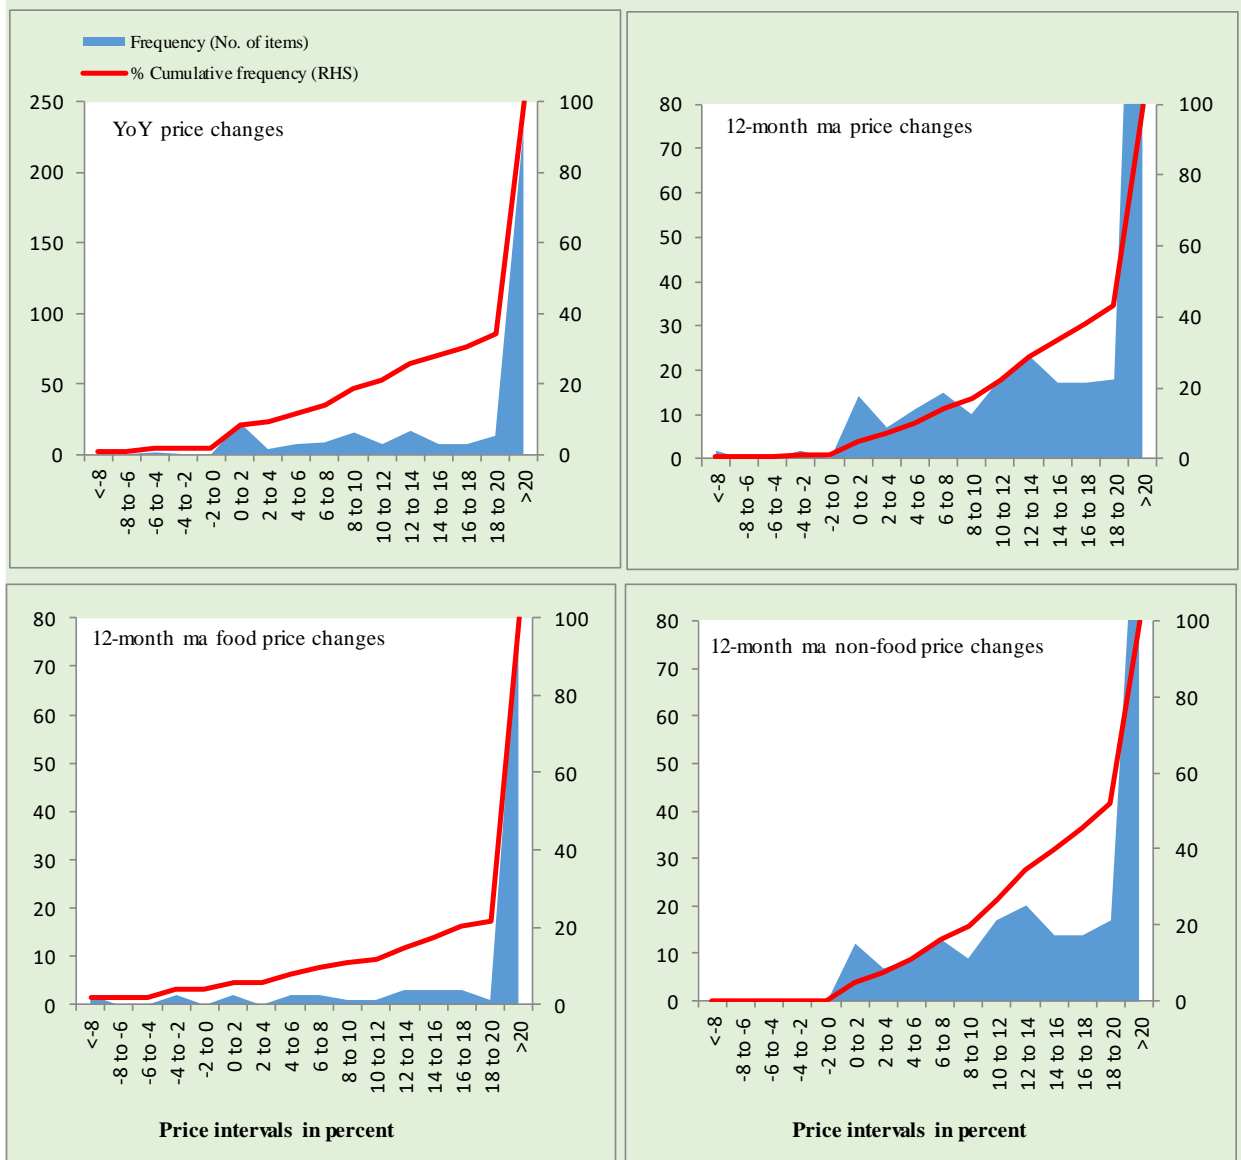 Frequency (No. of items)
% Cumulative frequency (RHS)
YoY price changes
250
200
150
100
50
0
100
80
60
40
20
0
<-8
-8 to -6
-6 to -4
-4 to -2
-2 to 0
0 to 2
2 to 4
4 to 6
6 to 8
8 to 10
10 to 12
12 to 14
14 to 16
16 to 18
18 to 20
>20
12-month ma price changes
80
70
60
50
40
30
20
10
0
100
80
60
40
20
0
<-8
-8 to -6
-6 to -4
-4 to -2
-2 to 0
0 to 2
2 to 4
4 to 6
6 to 8
8 to 10
10 to 12
12 to 14
14 to 16
16 to 18
18 to 20
>20
12-month ma food price changes
80
70
60
50
40
30
20
10
0
100
80
60
40
20
0
<-8
-8 to -6
-6 to -4
-4 to -2
-2 to 0
0 to 2
2 to 4
4 to 6
6 to 8
8 to 10
10 to 12
12 to 14
14 to 16
16 to 18
18 to 20
>20
Price intervals in percent
12-month ma non-food price changes
80
70
60
50
40
30
20
10
0
100
80
60
40
20
0
<-8
-8 to -6
-6 to -4
-4 to -2
-2 to 0
0 to 2
2 to 4
4 to 6
6 to 8
8 to 10
10 to 12
12 to 14
14 to 16
16 to 18
18 to 20
>20
Price intervals in percent